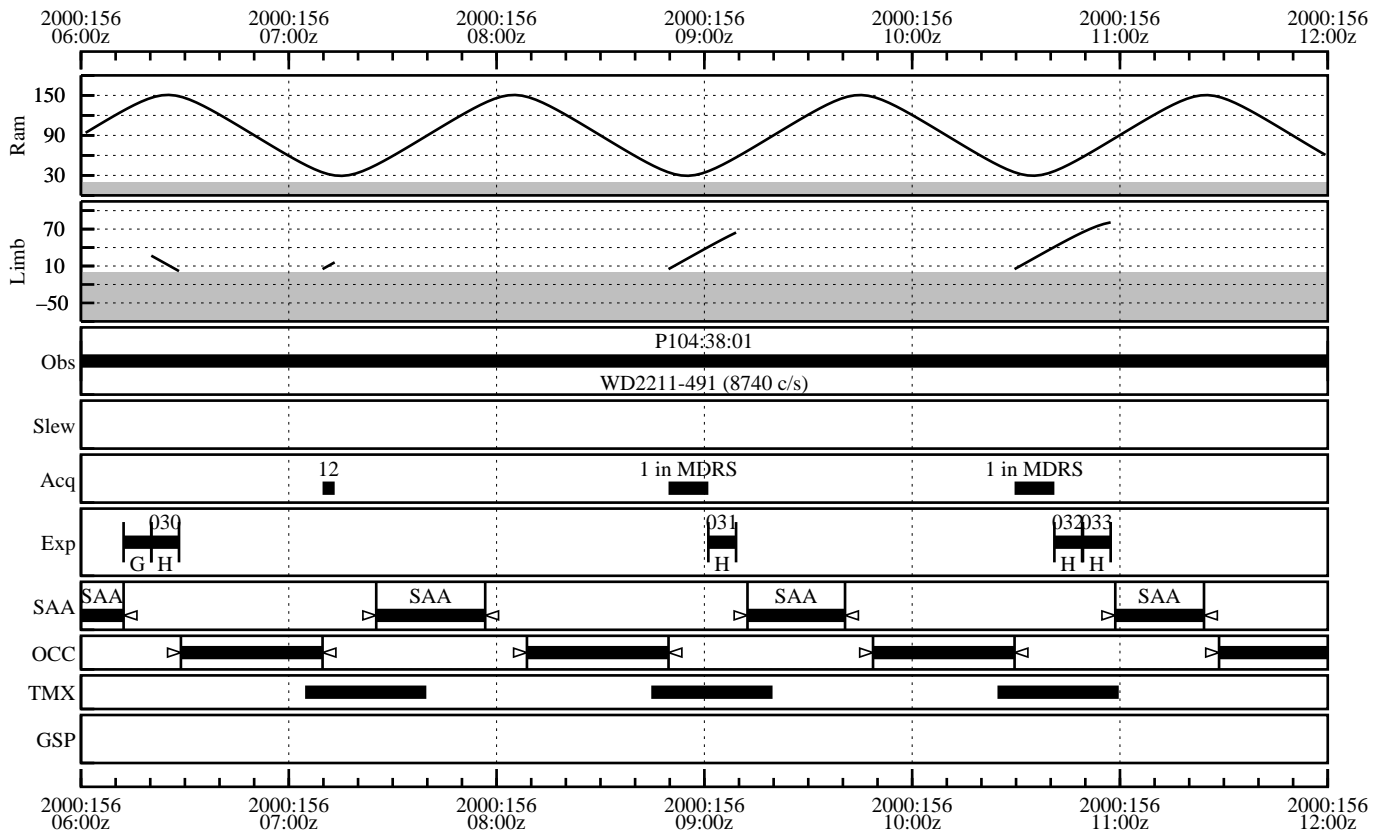 2000:156 2000:156 2000:156 2000:156 2000:156 2000:156 2000:156
06:00z 07:00z 08:00z 09:00z 10:00z 11:00z 12:00z
Ram
150
90
30
Limb
70
10
−50
Obs
P104:38:01
WD2211-491 (8740 c/s)
Slew
Acq
12 1 in MDRS 1 in MDRS
Exp
030 031 032 033
G H H H H
SAA
SAA SAA SAA SAA
OCC
TMX
GSP
2000:156 2000:156 2000:156 2000:156 2000:156 2000:156 2000:156
06:00z 07:00z 08:00z 09:00z 10:00z 11:00z 12:00z